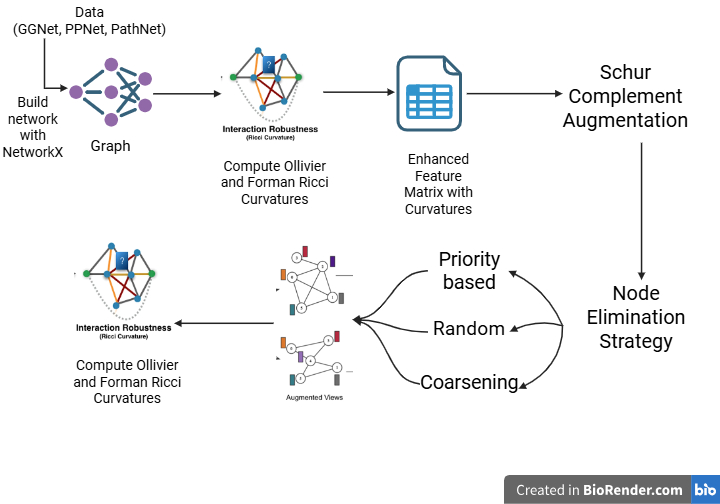 Data
(GGNet, PPNet, PathNet)
Build
network
with
NetworkX
Graph
?
Interaction Robustness
(Ricci Curvature)
Compute Ollivier
and Forman Ricci
Curvatures
Enhanced
Feature
Matrix with
Curvatures
Schur
Complement
Augmentation
Node
Elimination
Strategy
Priority
based
Random
Coarsening
Augmented Views
?
Interaction Robustness
(Ricci Curvature)
Compute Ollivier
and Forman Ricci
Curvatures
Created in BioRender.com
bio